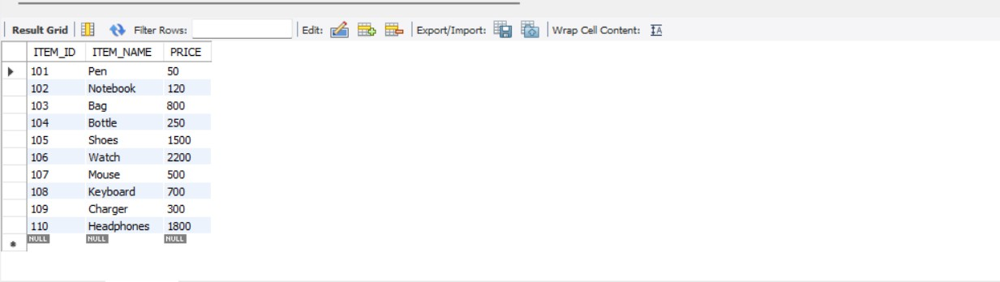 Result Grid Filter Rows: Edit: Export/Import: Wrap Cell Content:
ITEM_ID ITEM_NAME PRICE
101 Pen 50
102 Notebook 120
103 Bag 800
104 Bottle 250
105 Shoes 1500
106 Watch 2200
107 Mouse 500
108 Keyboard 700
109 Charger 300
110 Headphones 1800
NULL NULL NULL